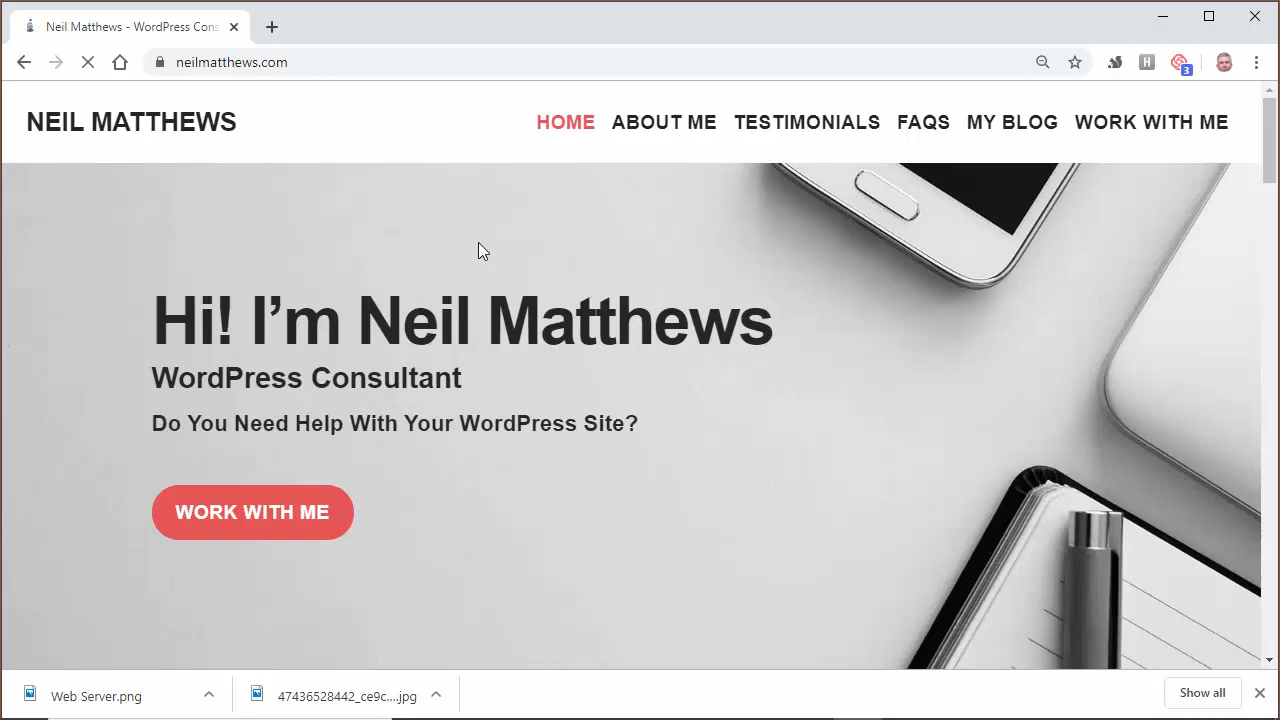 Neil Matthews - WordPress Cons
neilmatthews.com
H
3
NEIL MATTHEWS
HOME ABOUT ME TESTIMONIALS FAQS MY BLOG WORK WITH ME
Hi! I’m Neil Matthews
WordPress Consultant
Do You Need Help With Your WordPress Site?
WORK WITH ME
Web Server.png
47436528442_ce9c....jpg
Show all